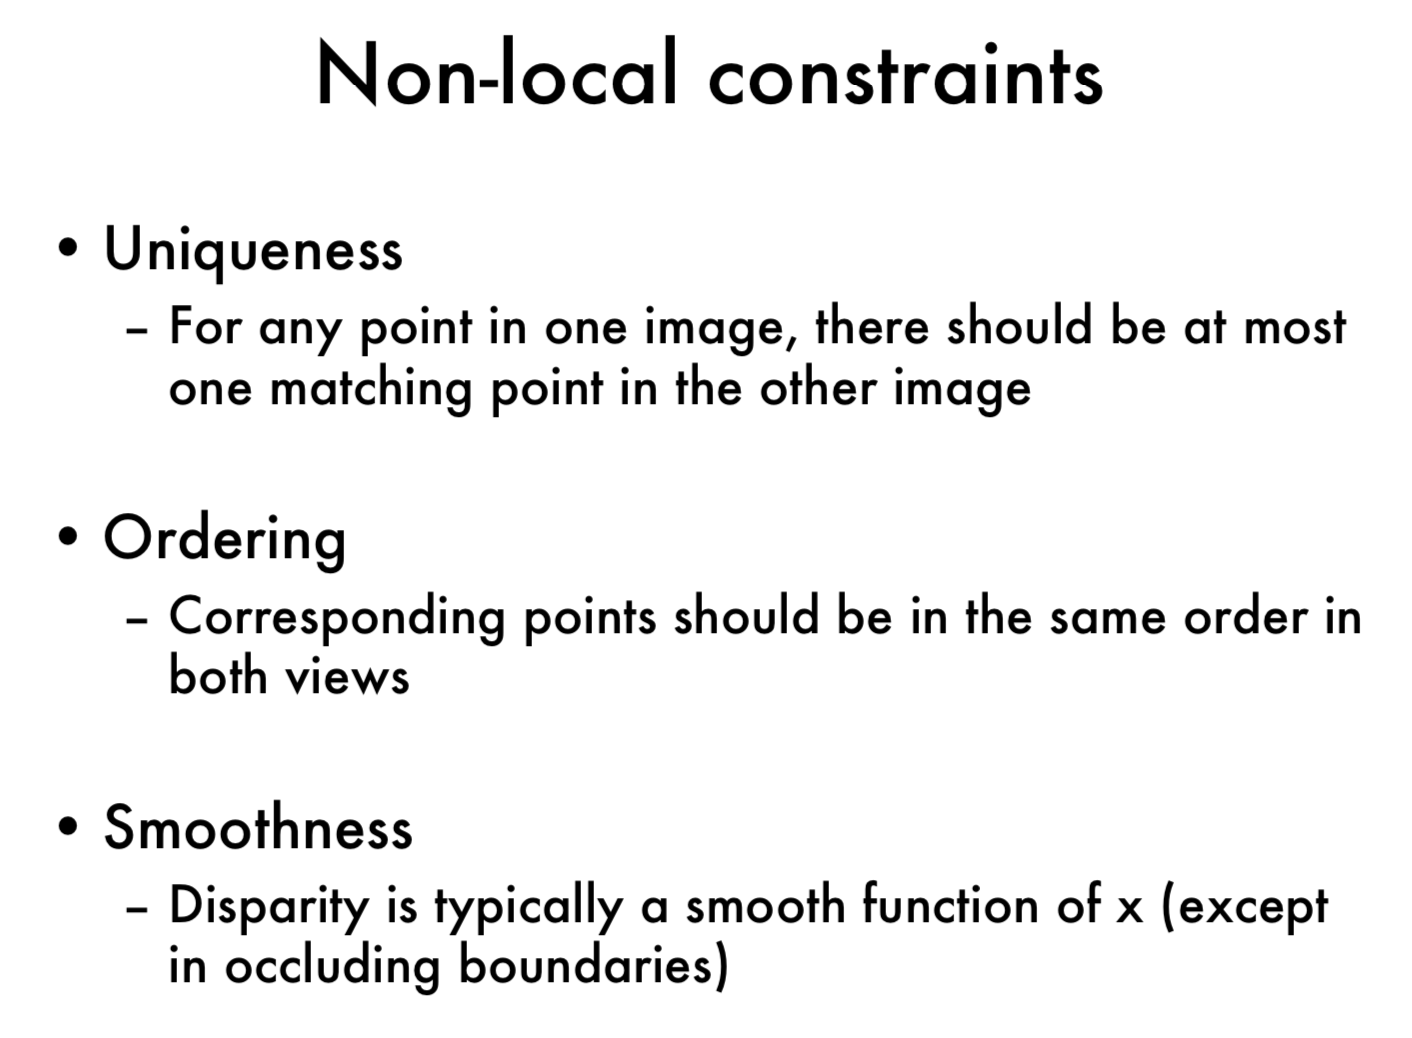 Non-local constraints
• Uniqueness
– For any point in one image, there should be at most
one matching point in the other image
• Ordering
– Corresponding points should be in the same order in
both views
• Smoothness
– Disparity is typically a smooth function of x (except
in occluding boundaries)